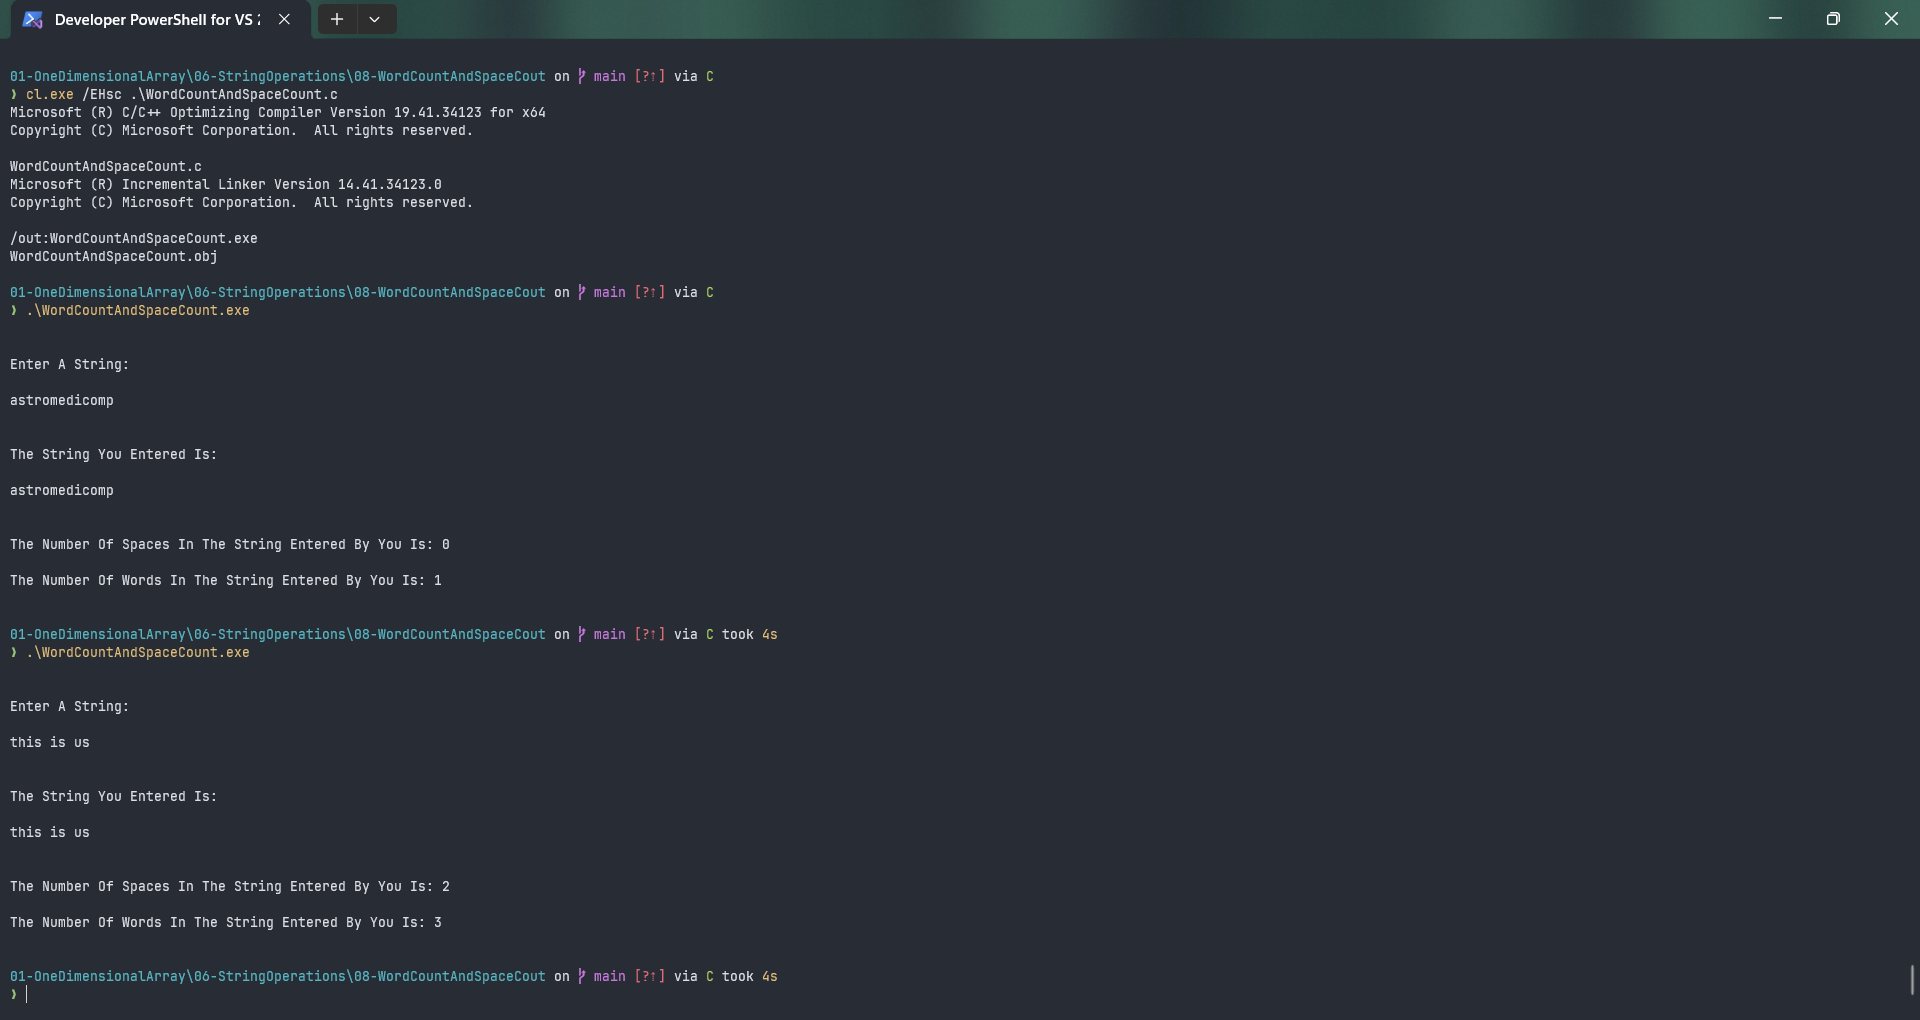 Developer PowerShell for VS 2
01-OneDimensionalArray\06-StringOperations\08-WordCountAndSpaceCout on main [?↑] via C
❯ cl.exe /EHsc .\WordCountAndSpaceCount.c
Microsoft (R) C/C++ Optimizing Compiler Version 19.41.34123 for x64
Copyright (C) Microsoft Corporation.  All rights reserved.
WordCountAndSpaceCount.c
Microsoft (R) Incremental Linker Version 14.41.34123.0
Copyright (C) Microsoft Corporation.  All rights reserved.
/out:WordCountAndSpaceCount.exe
WordCountAndSpaceCount.obj
01-OneDimensionalArray\06-StringOperations\08-WordCountAndSpaceCout on main [?↑] via C
❯ .\WordCountAndSpaceCount.exe
Enter A String:
astromedicomp
The String You Entered Is:
astromedicomp
The Number Of Spaces In The String Entered By You Is: 0
The Number Of Words In The String Entered By You Is: 1
01-OneDimensionalArray\06-StringOperations\08-WordCountAndSpaceCout on main [?↑] via C took 4s
❯ .\WordCountAndSpaceCount.exe
Enter A String:
this is us
The String You Entered Is:
this is us
The Number Of Spaces In The String Entered By You Is: 2
The Number Of Words In The String Entered By You Is: 3
01-OneDimensionalArray\06-StringOperations\08-WordCountAndSpaceCout on main [?↑] via C took 4s
❯